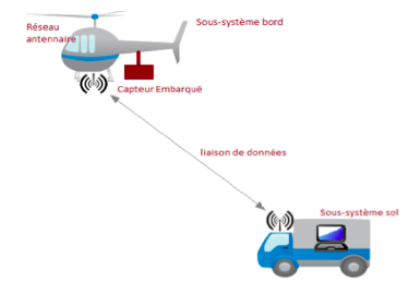 Réseau
antennaire
Sous-système bord
Capteur Embarqué
liaison de données
Sous-système sol